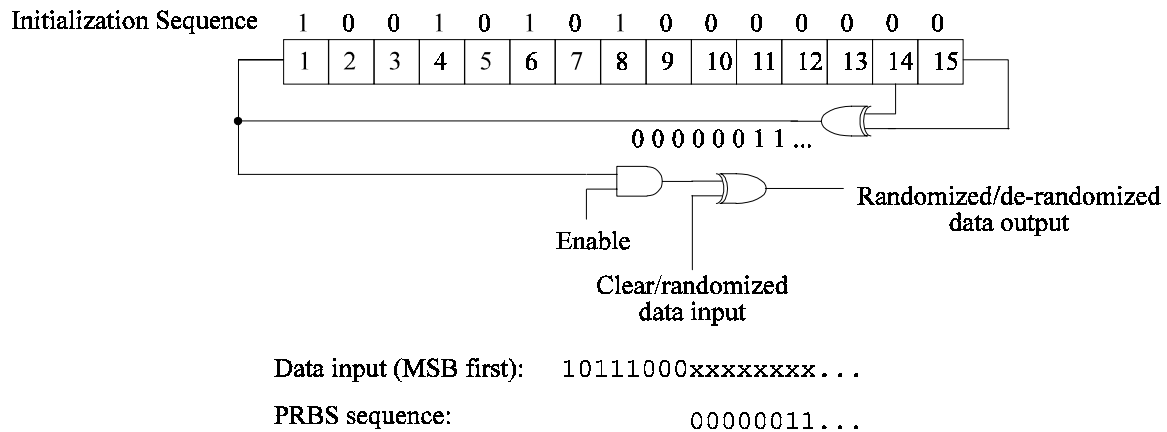 Initialization Sequence 1 0 0 1 0 1 0 1 0 0 0 0 0 0 0
1 2 3 4 5 6 7 8 9 10 11 12 13 14 15
0 0 0 0 0 0 1 1 ...
Randomized/de-randomized
data output
Enable
Clear/randomized
data input
Data input (MSB first): 10111000xxxxxxxx...
PRBS sequence: 00000011...